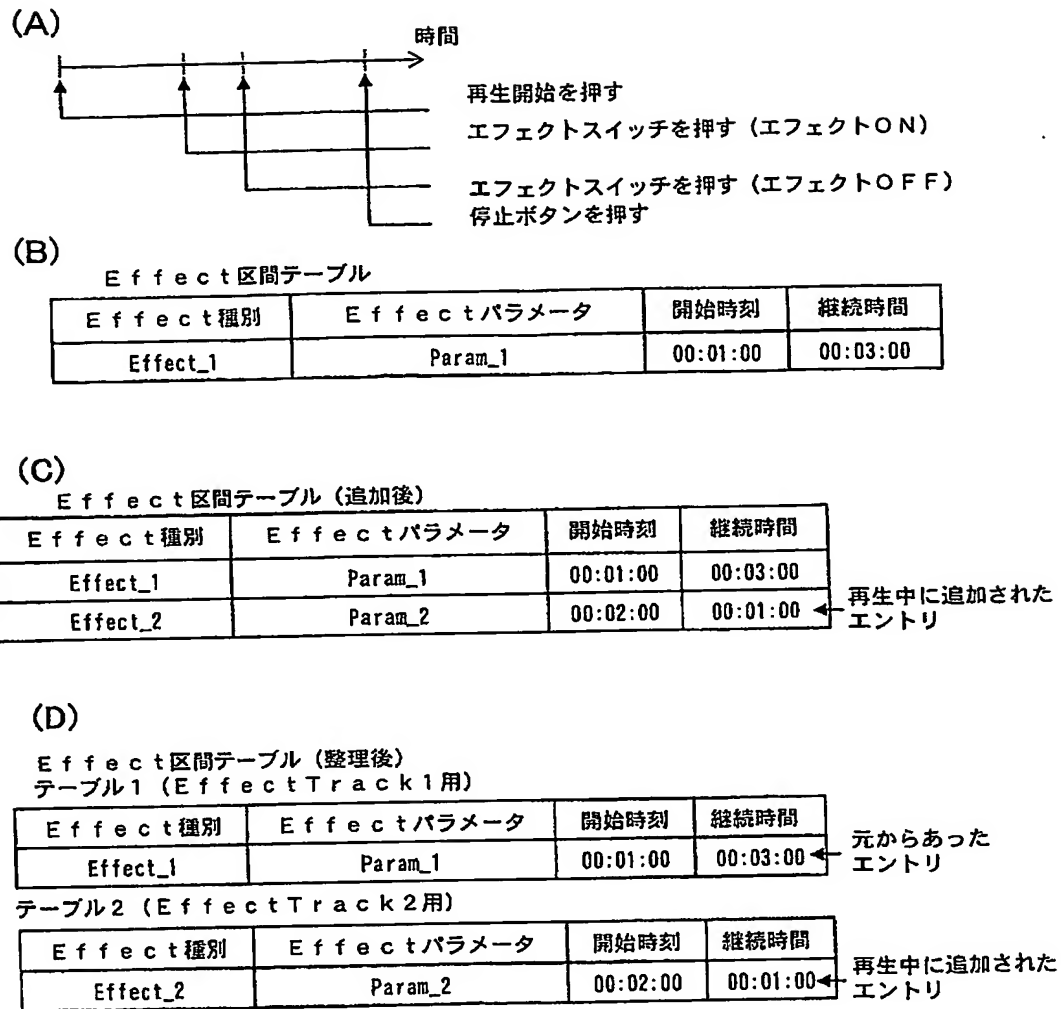 (A)
時間
再生開始を押す
エフェクトスイッチを押す（エフェクトＯＮ）
エフェクトスイッチを押す（エフェクトＯＦＦ）
停止ボタンを押す
(B)
Ｅｆｆｅｃｔ区間テーブル
Ｅｆｆｅｃｔ種別 Ｅｆｆｅｃｔパラメータ 開始時刻 継続時間
Effect_1 Param_1 00:01:00 00:03:00
(C)
Ｅｆｆｅｃｔ区間テーブル（追加後）
Ｅｆｆｅｃｔ種別 Ｅｆｆｅｃｔパラメータ 開始時刻 継続時間
Effect_1 Param_1 00:01:00 00:03:00
Effect_2 Param_2 00:02:00 00:01:00
再生中に追加された
エントリ
(D)
Ｅｆｆｅｃｔ区間テーブル（整理後）
テーブル１（ＥｆｆｅｃｔＴｒａｃｋ１用）
Ｅｆｆｅｃｔ種別 Ｅｆｆｅｃｔパラメータ 開始時刻 継続時間
Effect_1 Param_1 00:01:00 00:03:00
元からあった
エントリ
テーブル２（ＥｆｆｅｃｔＴｒａｃｋ２用）
Ｅｆｆｅｃｔ種別 Ｅｆｆｅｃｔパラメータ 開始時刻 継続時間
Effect_2 Param_2 00:02:00 00:01:00
再生中に追加された
エントリ